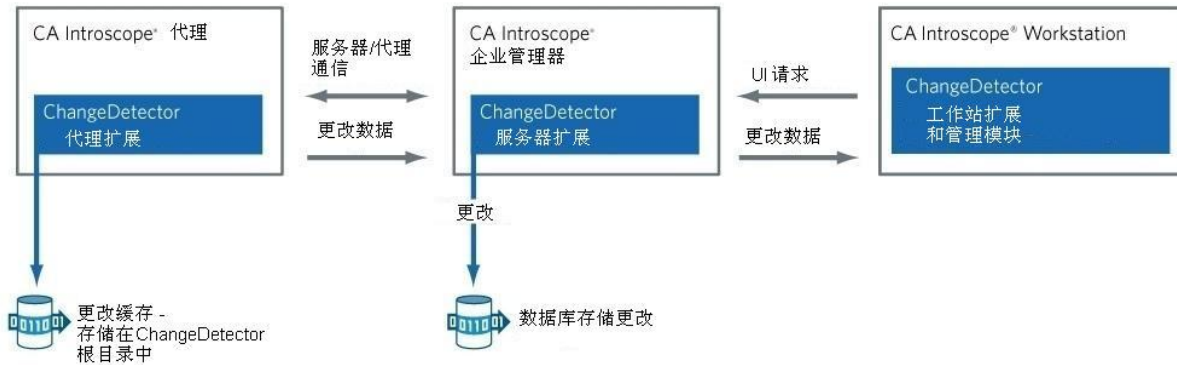 CA Introscope® 代理
ChangeDetector
代理扩展
服务器/代理
通信
更改数据
CA Introscope®
企业管理器
ChangeDetector
服务器扩展
UI 请求
更改数据
CA Introscope® Workstation
ChangeDetector
工作站扩展
和管理模块
更改
更改缓存 -
存储在ChangeDetector
根目录中
数据库存储更改
0011001
0011001